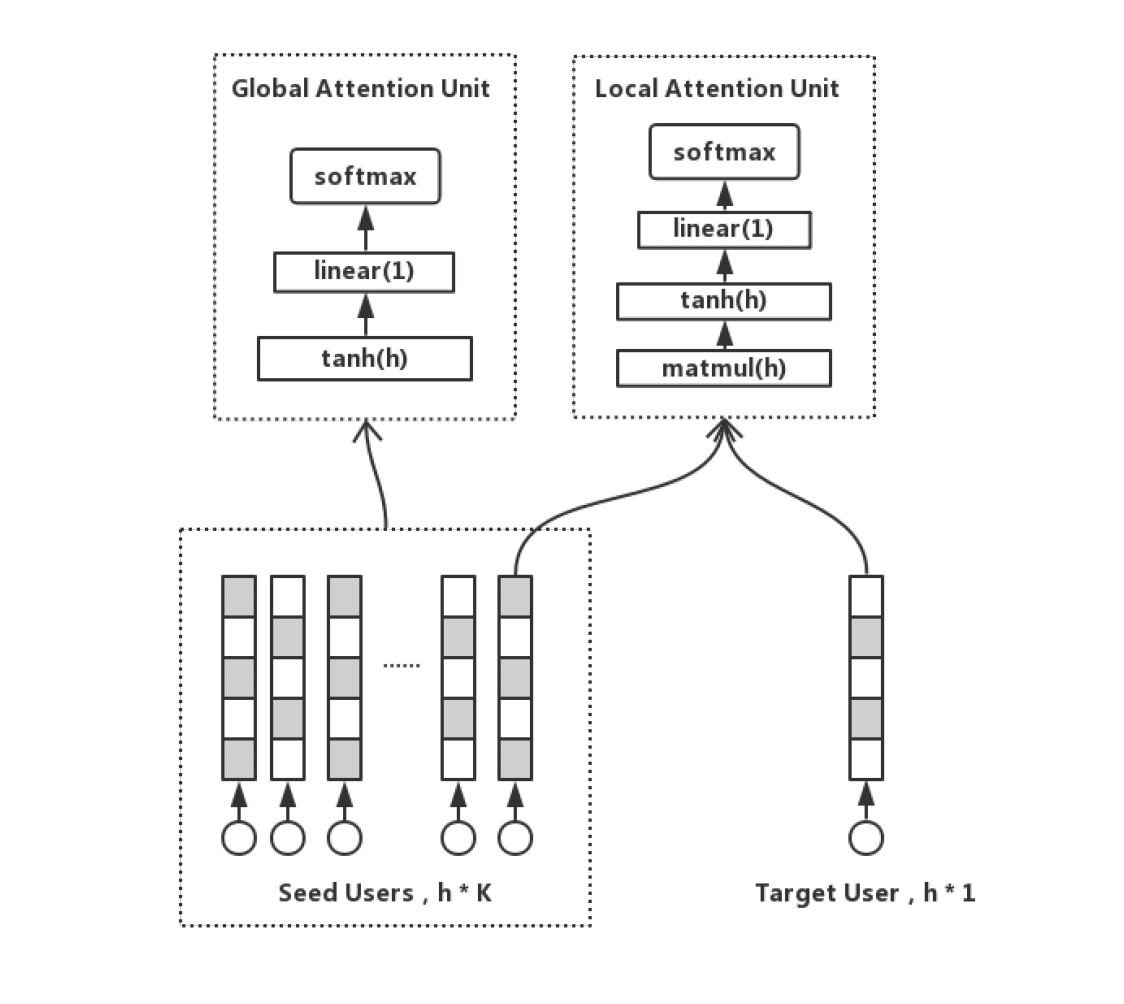 Global Attention Unit
softmax
linear(1)
tanh(h)
Local Attention Unit
softmax
linear(1)
tanh(h)
matmul(h)
......
Seed Users , h * K
Target User , h * 1